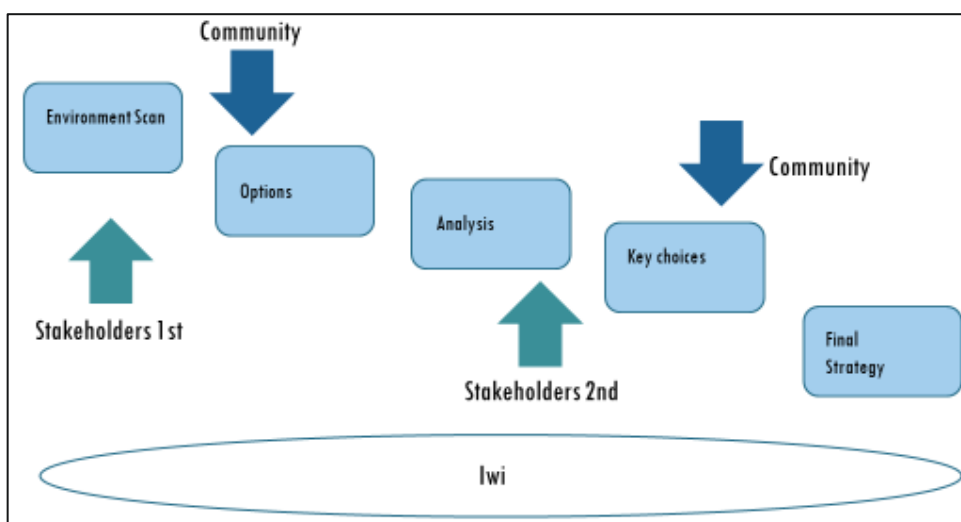 Community
Environment Scan
Options
Community
Analysis
Key choices
Stakeholders 1st
Final
Strategy
Stakeholders 2nd
Iwi